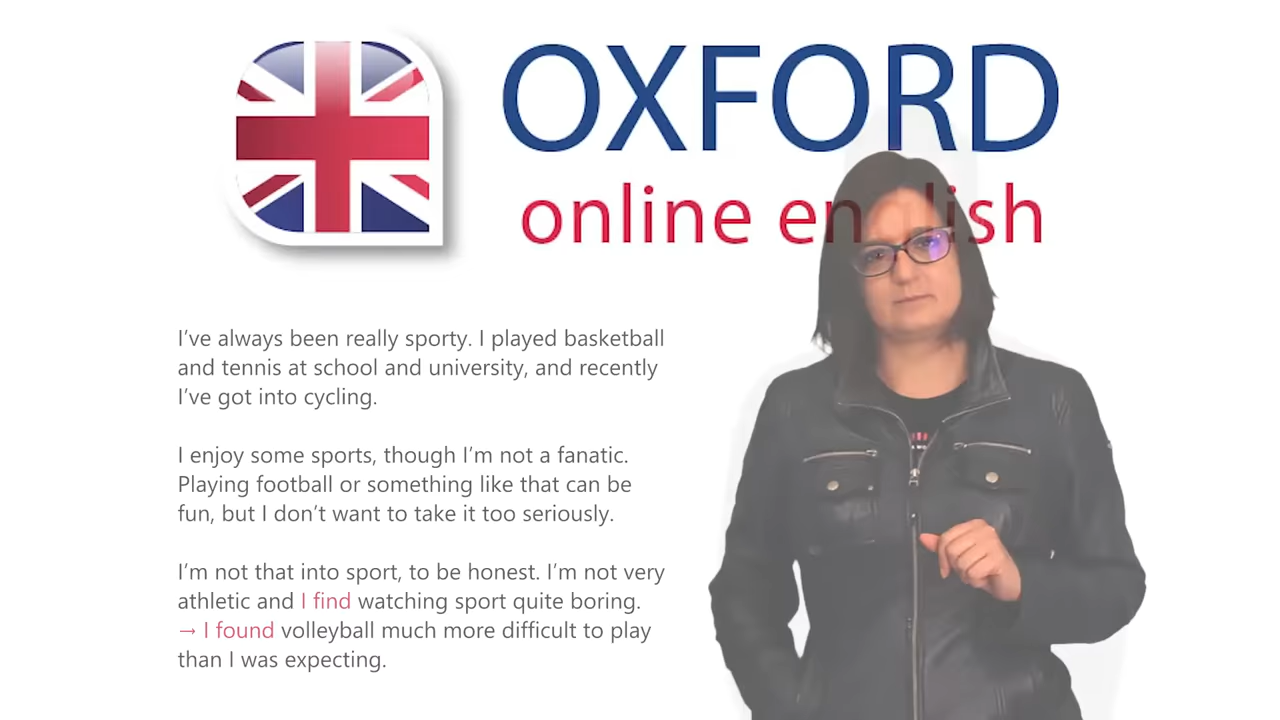 OXFORD
online english
I’ve always been really sporty. I played basketball
and tennis at school and university, and recently
I’ve got into cycling.
I enjoy some sports, though I’m not a fanatic.
Playing football or something like that can be
fun, but I don’t want to take it too seriously.
I’m not that into sport, to be honest. I’m not very
athletic and I find watching sport quite boring.
→ I found volleyball much more difficult to play
than I was expecting.